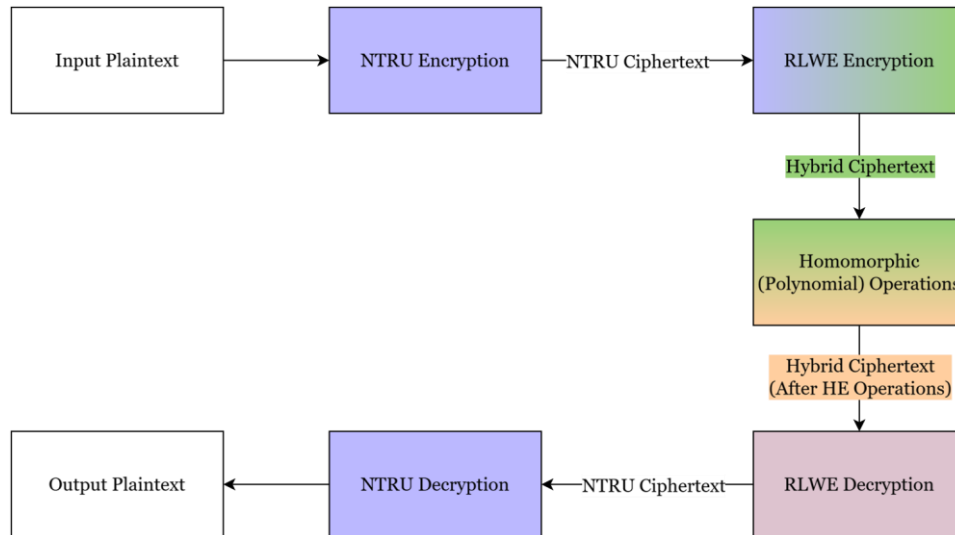 Input Plaintext
NTRU Encryption
NTRU Ciphertext
RLWE Encryption
Hybrid Ciphertext
Homomorphic
(Polynomial) Operations
Hybrid Ciphertext
(After HE Operations)
RLWE Decryption
NTRU Ciphertext
NTRU Decryption
Output Plaintext